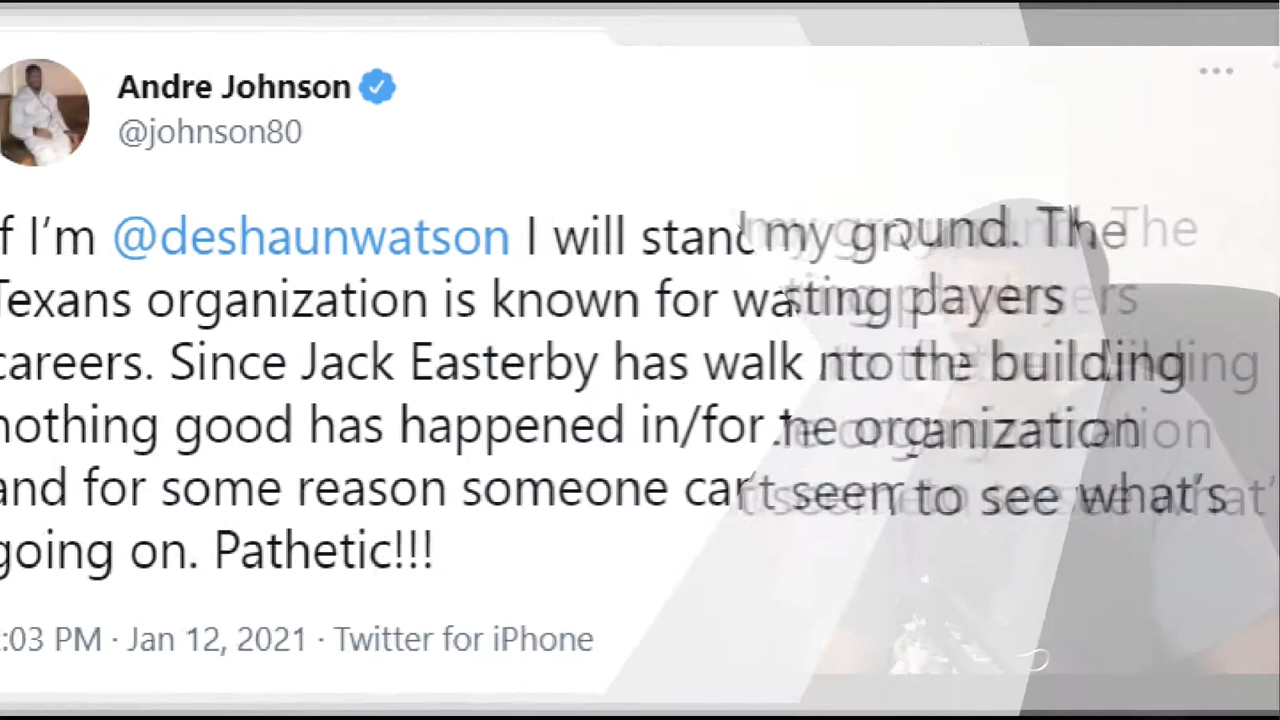 Andre Johnson
@johnson80
f I'm @deshaunwatson I will stand my ground. The
Texans organization is known for wasting players
careers. Since Jack Easterby has walk into the building
nothing good has happened in/for the organization
and for some reason someone can't seem to see what's
going on. Pathetic!!!
:03 PM · Jan 12, 2021 · Twitter for iPhone